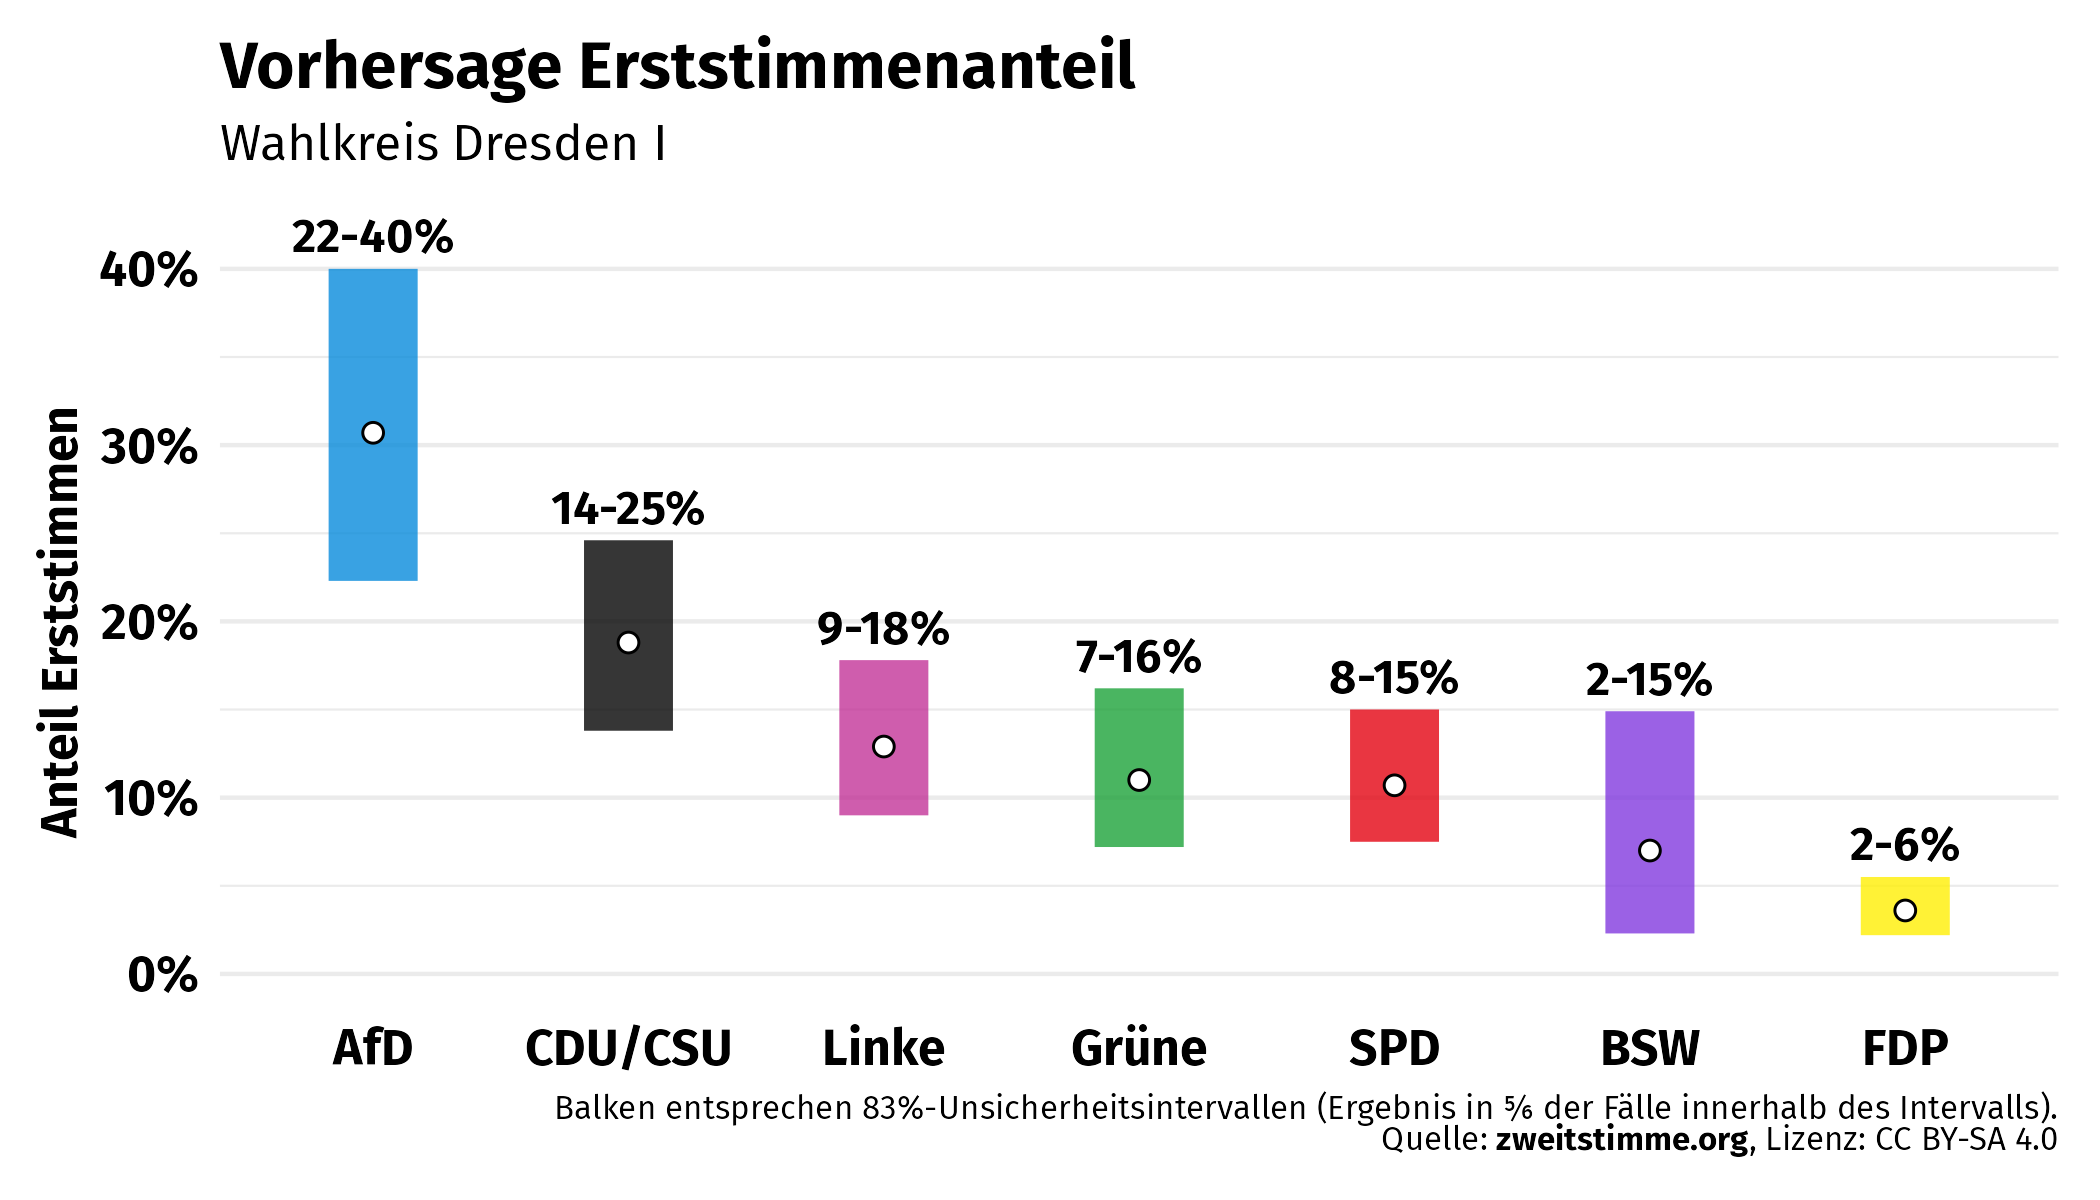 Vorhersage Erststimmenanteil
Wahlkreis Dresden I
Anteil Erststimmen
40%
30%
20%
10%
0%
22-40%
14-25%
9-18%
7-16%
8-15%
2-15%
2-6%
AfD
CDU/CSU
Linke
Grüne
SPD
BSW
FDP
Balken entsprechen 83%-Unsicherheitsintervallen (Ergebnis in ⅚ der Fälle innerhalb des Intervalls).
Quelle: zweitstimme.org, Lizenz: CC BY-SA 4.0